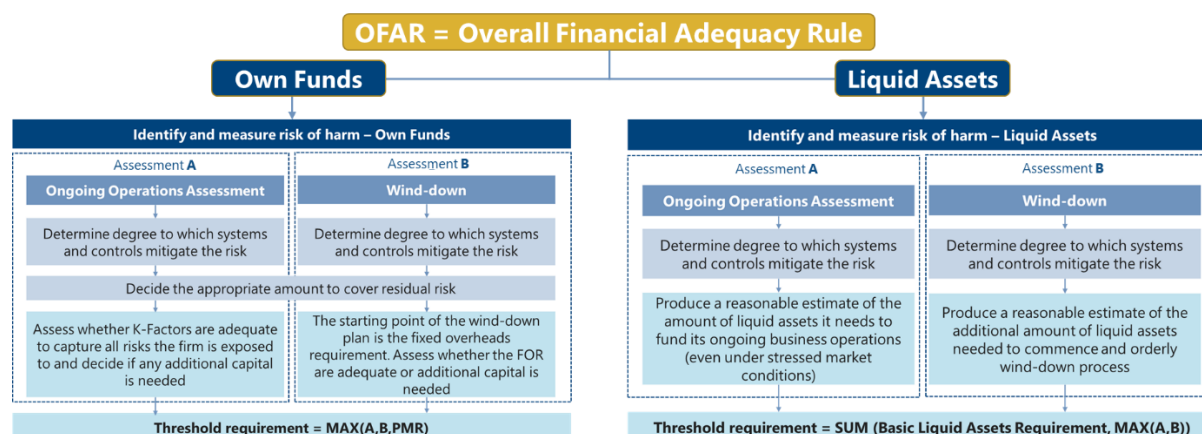 OFAR = Overall Financial Adequacy Rule
Own Funds
Identify and measure risk of harm – Own Funds
Assessment A
Ongoing Operations Assessment
Determine degree to which systems
and controls mitigate the risk
Assessment B
Wind-down
Determine degree to which systems
and controls mitigate the risk
Decide the appropriate amount to cover residual risk
Assess whether K-Factors are adequate
to capture all risks the firm is exposed
to and decide if any additional capital
is needed
The starting point of the wind-down
plan is the fixed overheads
requirement. Assess whether the FOR
are adequate or additional capital is
needed
Threshold requirement = MAX(A,B,PMR)
Liquid Assets
Identify and measure risk of harm – Liquid Assets
Assessment A
Ongoing Operations Assessment
Determine degree to which systems
and controls mitigate the risk
Produce a reasonable estimate of the
amount of liquid assets it needs to
fund its ongoing business operations
(even under stressed market
conditions)
Assessment B
Wind-down
Determine degree to which systems
and controls mitigate the risk
Produce a reasonable estimate of the
additional amount of liquid assets
needed to commence and orderly
wind-down process
Threshold requirement = SUM (Basic Liquid Assets Requirement, MAX(A,B))